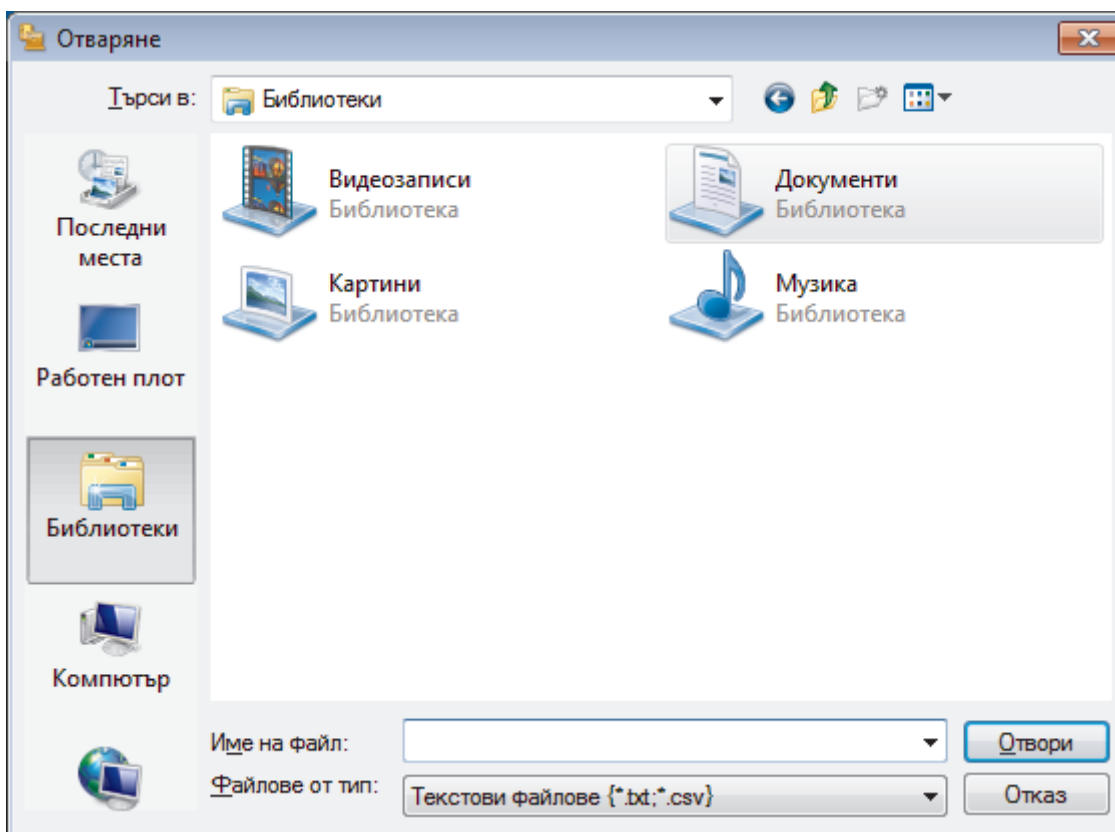 Отваряне
Търси в:
Библиотеки
Последни
места
Работен плот
Библиотеки
Компютър
Видеозаписи
Библиотека
Документи
Библиотека
Картини
Библиотека
Музика
Библиотека
Име на файл:
Отвори
Файлове от тип:
Текстови файлове {*.txt;*.csv}
Отказ